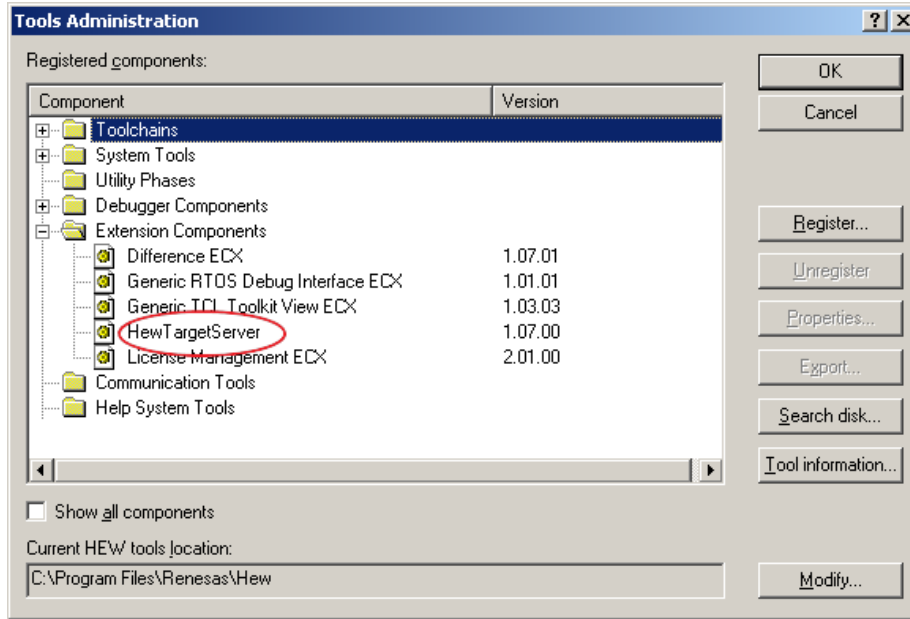 Tools Administration
Registered components:
Component Version
Toolchains
System Tools
Utility Phases
Debugger Components
Extension Components
Difference ECX 1.07.01
Generic RTOS Debug Interface ECX 1.01.01
Generic TCL Toolkit View ECX 1.03.03
HewTargetServer 1.07.00
License Management ECX 2.01.00
Communication Tools
Help System Tools
Show all components
Current HEW tools location:
C:\Program Files\Renesas\Hew
OK
Cancel
Register...
Unregister
Properties...
Export...
Search disk...
Tool information...
Modify...